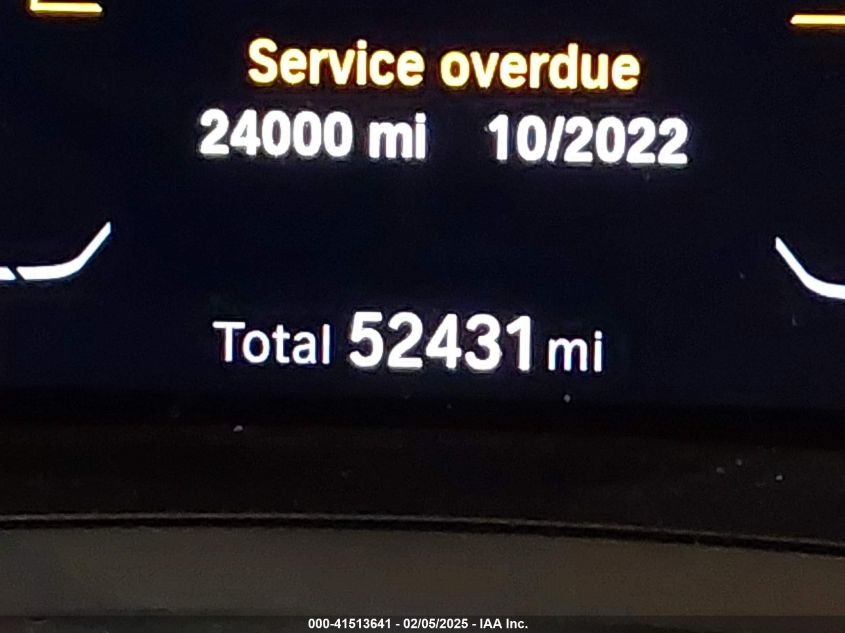 Service overdue
24000 mi 10/2022
Total 52431 mi
000-41513641 - 02/05/2025 - IAA Inc.